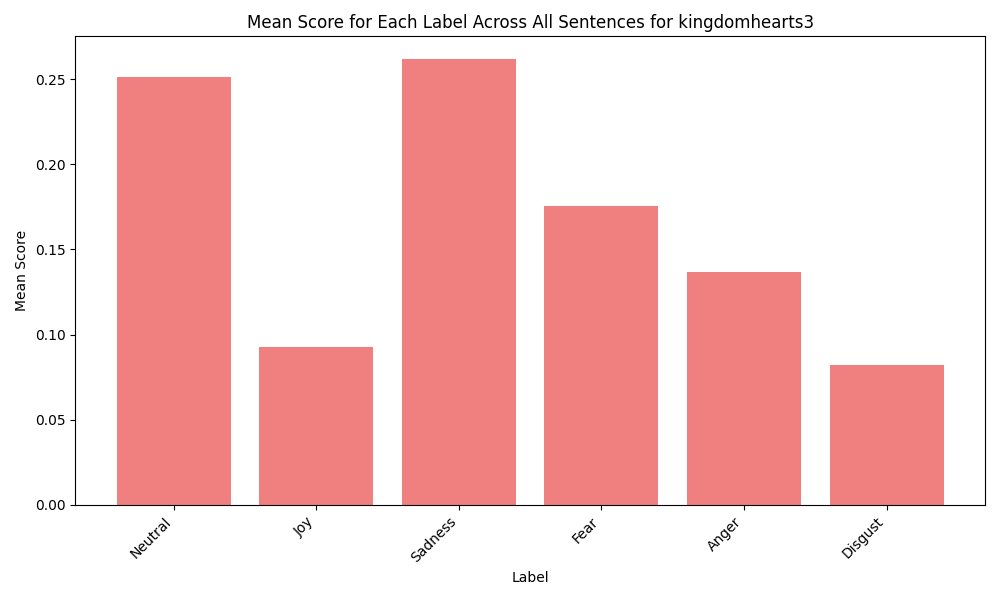 Mean Score for Each Label Across All Sentences for kingdomhearts3
Mean Score
0.25
0.20
0.15
0.10
0.05
0.00
Neutral
Joy
Sadness
Fear
Anger
Disgust
Label